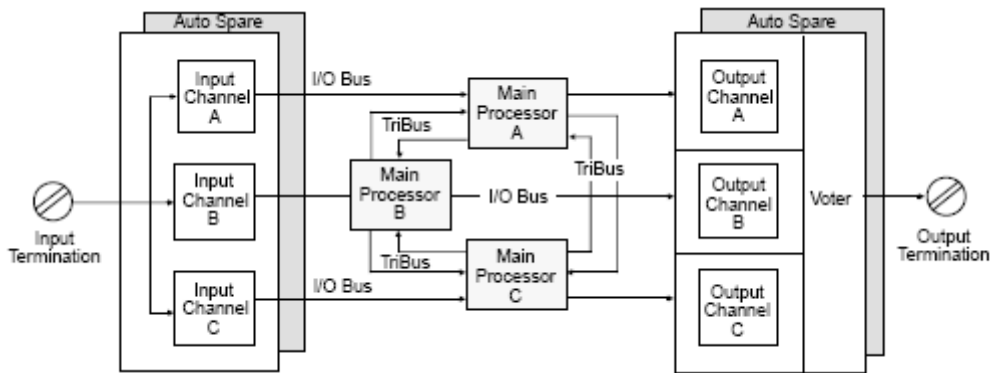 Auto Spare
Auto Spare
Input
Channel
A
I/O Bus
Main
Processor
A
Output
Channel
A
TriBus
TriBus
Input
Channel
B
Main
Processor
B
I/O Bus
Output
Channel
B
Voter
Input
Termination
Output
Termination
TriBus
Main
Processor
C
Input
Channel
C
I/O Bus
Output
Channel
C